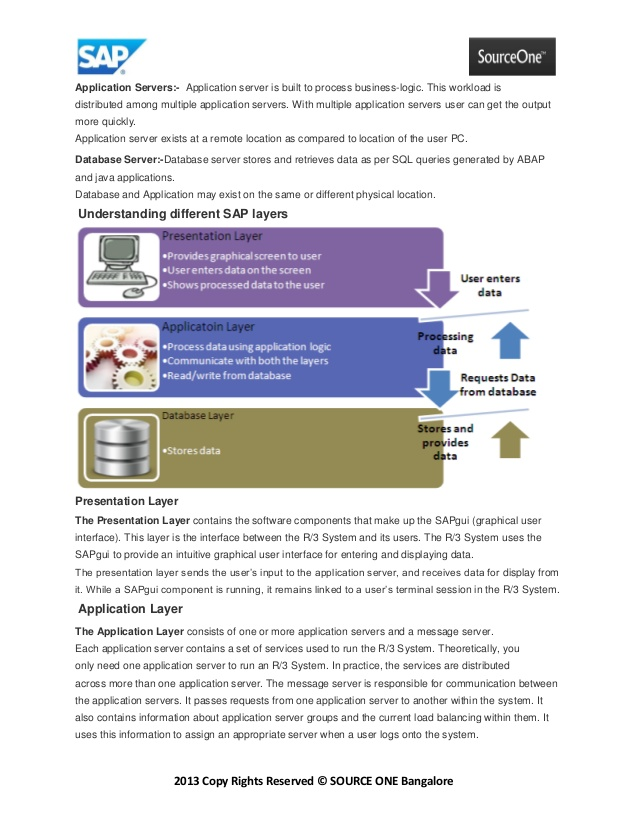 SAP
SourceOne™
Application Servers:- Application server is built to process business-logic. This workload is
distributed among multiple application servers. With multiple application servers user can get the output
more quickly.
Application server exists at a remote location as compared to location of the user PC.
Database Server:-Database server stores and retrieves data as per SQL queries generated by ABAP
and java applications.
Database and Application may exist on the same or different physical location.
Understanding different SAP layers
Presentation Layer
•Provides graphical screen to user
•User enters data on the screen
•Shows processed data to the user
User enters
data
Applicatoin Layer
•Process data using application logic
•Communicate with both the layers
•Read/write from database
Processing
data
Requests Data
from database
Database Layer
•Stores data
Stores and
provides
data
Presentation Layer
The Presentation Layer contains the software components that make up the SAPgui (graphical user
interface). This layer is the interface between the R/3 System and its users. The R/3 System uses the
SAPgui to provide an intuitive graphical user interface for entering and displaying data.
The presentation layer sends the user's input to the application server, and receives data for display from
it. While a SAPgui component is running, it remains linked to a user's terminal session in the R/3 System.
Application Layer
The Application Layer consists of one or more application servers and a message server.
Each application server contains a set of services used to run the R/3 System. Theoretically, you
only need one application server to run an R/3 System. In practice, the services are distributed
across more than one application server. The message server is responsible for communication between
the application servers. It passes requests from one application server to another within the system. It
also contains information about application server groups and the current load balancing within them. It
uses this information to assign an appropriate server when a user logs onto the system.
2013 Copy Rights Reserved © SOURCE ONE Bangalore